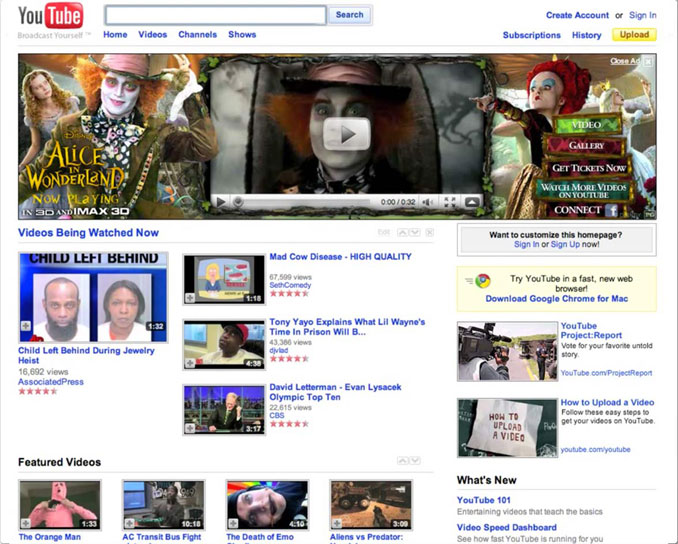 YouTube
Broadcast Yourself ™
Search
Create Account or Sign In
Home Videos Channels Shows
Subscriptions History Upload
Close Ad
DISNEY
ALICE
IN
WONDERLAND
NOW PLAYING
IN 3D AND IMAX 3D
0:00 / 0:32
VIDEO
GALLERY
GET TICKETS NOW
WATCH MORE VIDEOS
ON YOUTUBE
CONNECT f
PG
Videos Being Watched Now
CHILD LEFT BEHIND
1:32
Child Left Behind During Jewelry
Heist
16,692 views
AssociatedPress
1:18
Mad Cow Disease - HIGH QUALITY
67,599 views
SethComedy
4:38
Tony Yayo Explains What Lil Wayne's
Time In Prison Will B...
43,386 views
djvlad
3:17
David Letterman - Evan Lysacek
Olympic Top Ten
22,615 views
CBS
Want to customize this homepage?
Sign In or Sign Up now!
Try YouTube in a fast, new web
browser!
Download Google Chrome for Mac
YouTube
Project:Report
Vote for your favorite untold
story.
YouTube.com/ProjectReport
HOW TO
UPLOAD
A VIDEO
How to Upload a Video
Follow these easy steps to
get your videos on YouTube.
youtube.com/youtube
Featured Videos
1:33
The Orange Man
10:18
AC Transit Bus Fight
4:10
The Death of Emo
3:09
Aliens vs Predator:
What's New
YouTube 101
Entertaining videos that teach the basics
Video Speed Dashboard
See how fast YouTube is running for you